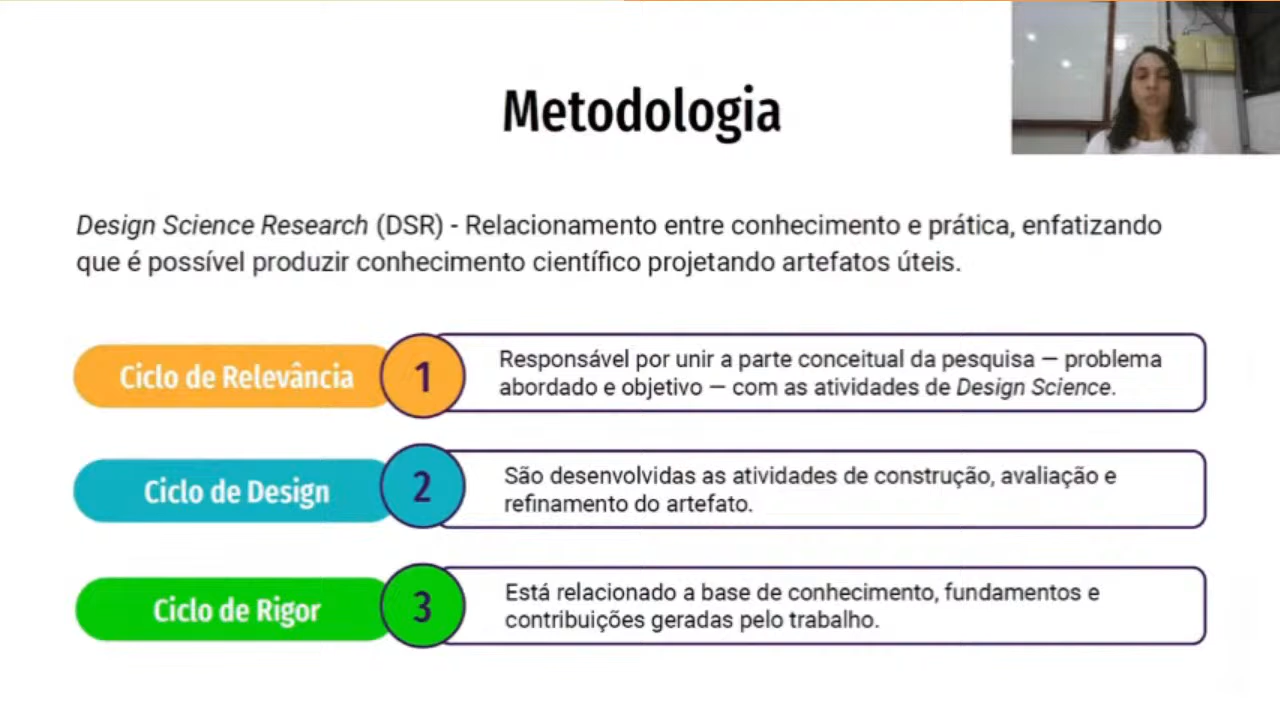 Metodologia
Design Science Research (DSR) - Relacionamento entre conhecimento e prática, enfatizando
que é possível produzir conhecimento científico projetando artefatos úteis.
Ciclo de Relevância
1
Responsável por unir a parte conceitual da pesquisa — problema
abordado e objetivo — com as atividades de Design Science.
Ciclo de Design
2
São desenvolvidas as atividades de construção, avaliação e
refinamento do artefato.
Ciclo de Rigor
3
Está relacionado a base de conhecimento, fundamentos e
contribuições geradas pelo trabalho.